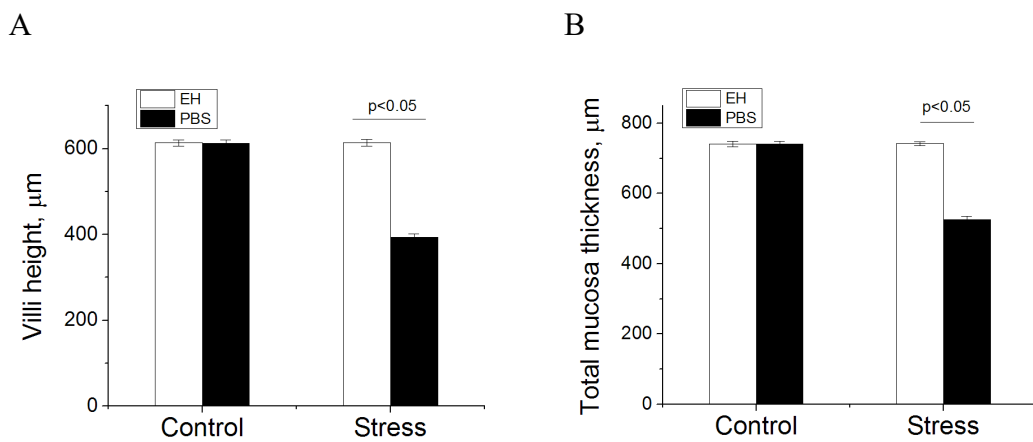 A
EH
PBS
p<0.05
600
400
200
0
Villi height, μm
Control
Stress
B
EH
PBS
p<0.05
800
600
400
200
0
Total mucosa thickness, μm
Control
Stress